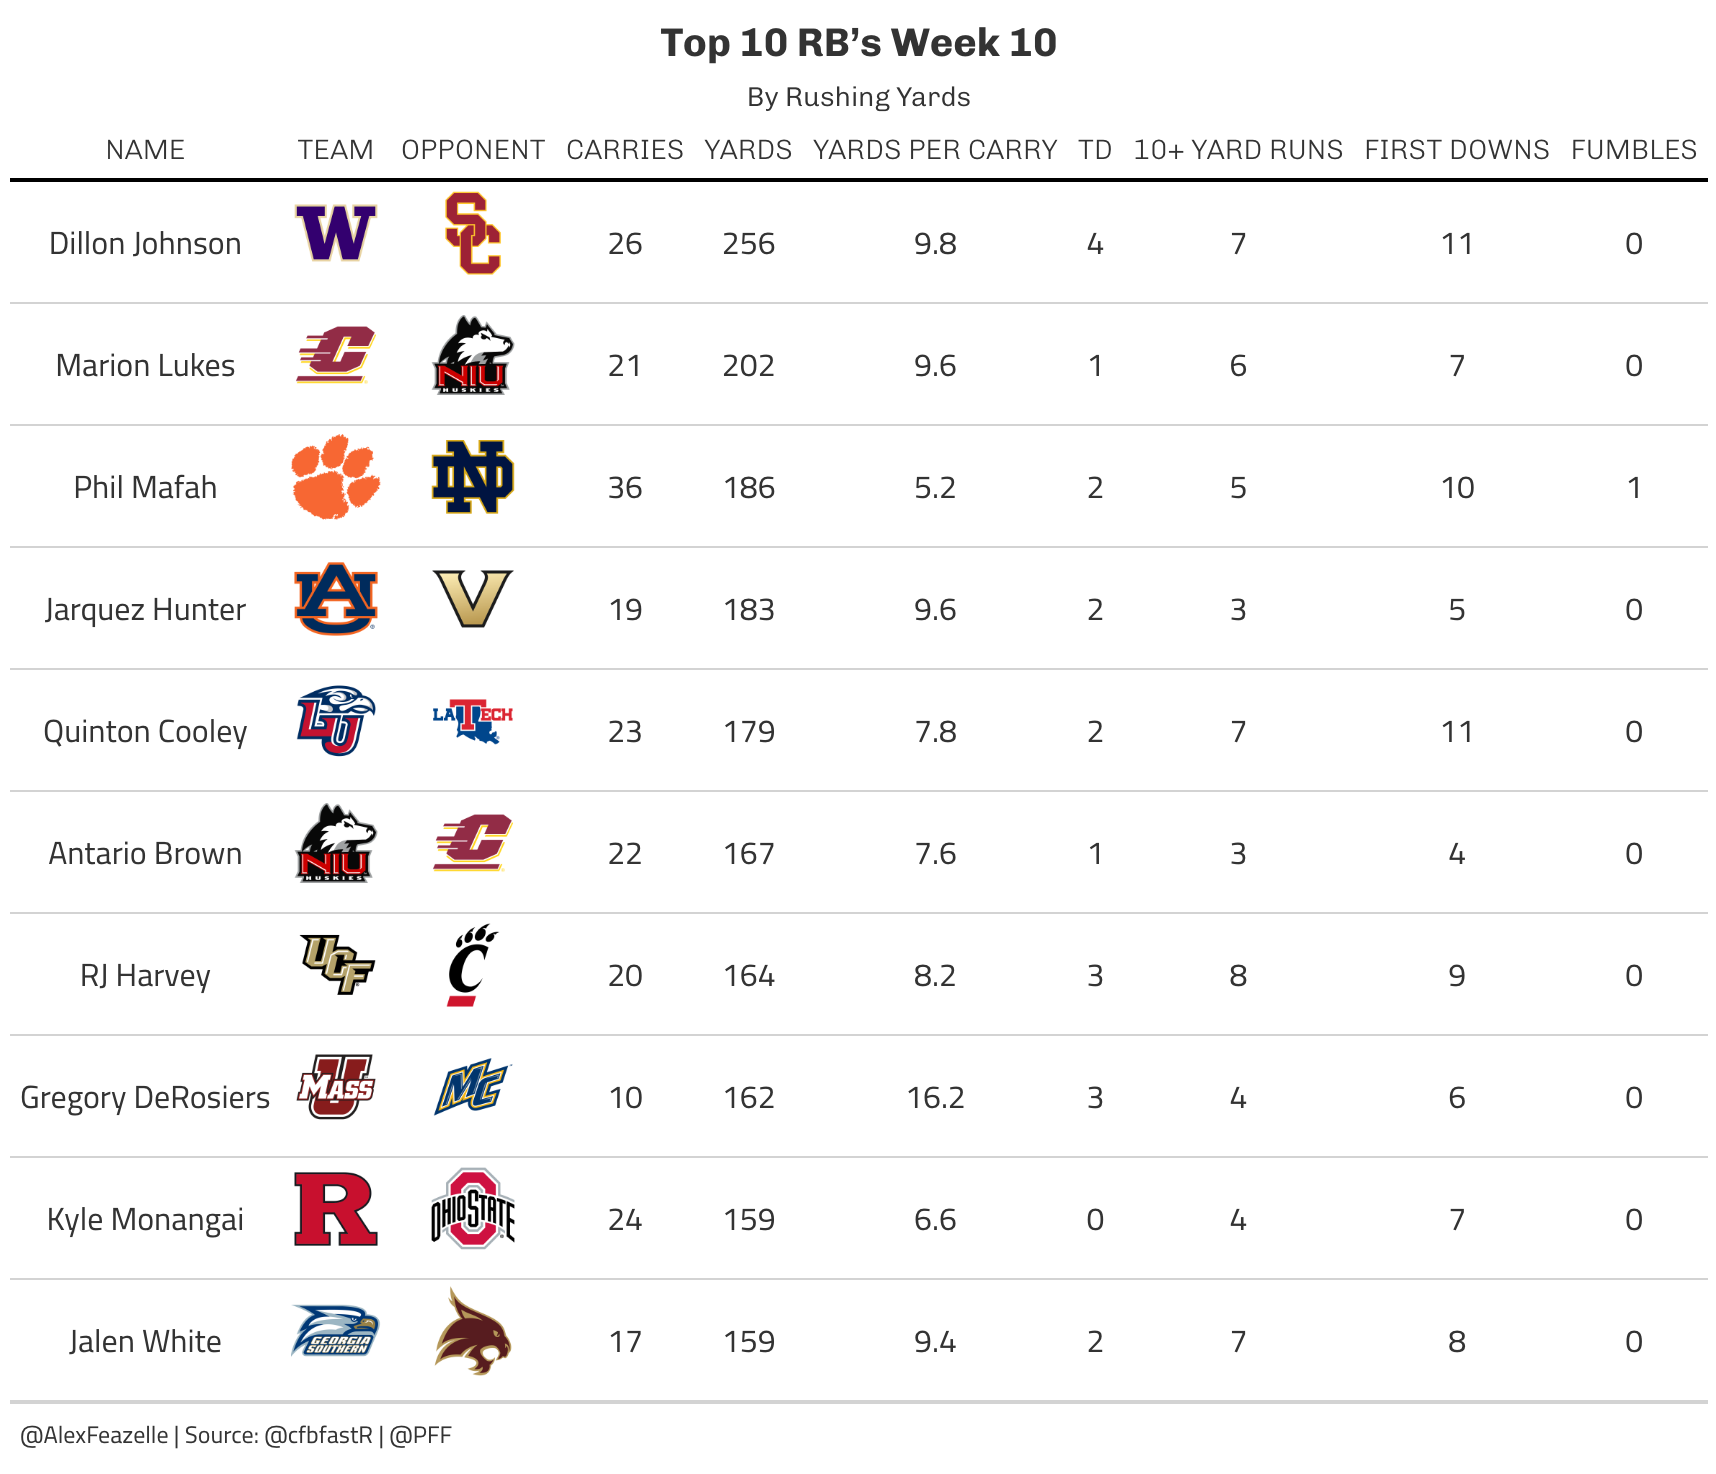 Top 10 RB’s Week 10
By Rushing Yards
NAME TEAM OPPONENT CARRIES YARDS YARDS PER CARRY TD 10+ YARD RUNS FIRST DOWNS FUMBLES
Dillon Johnson W SC 26 256 9.8 4 7 11 0
Marion Lukes C NIU HUSKIES 21 202 9.6 1 6 7 0
Phil Mafah ND 36 186 5.2 2 5 10 1
Jarquez Hunter AU V 19 183 9.6 2 3 5 0
Quinton Cooley LU LA TECH 23 179 7.8 2 7 11 0
Antario Brown NIU HUSKIES C 22 167 7.6 1 3 4 0
RJ Harvey UCF C 20 164 8.2 3 8 9 0
Gregory DeRosiers U MASS MC 10 162 16.2 3 4 6 0
Kyle Monangai R OHIO STATE 24 159 6.6 0 4 7 0
Jalen White GEORGIA SOUTHERN 17 159 9.4 2 7 8 0
@AlexFeazelle | Source: @cfbfastR | @PFF